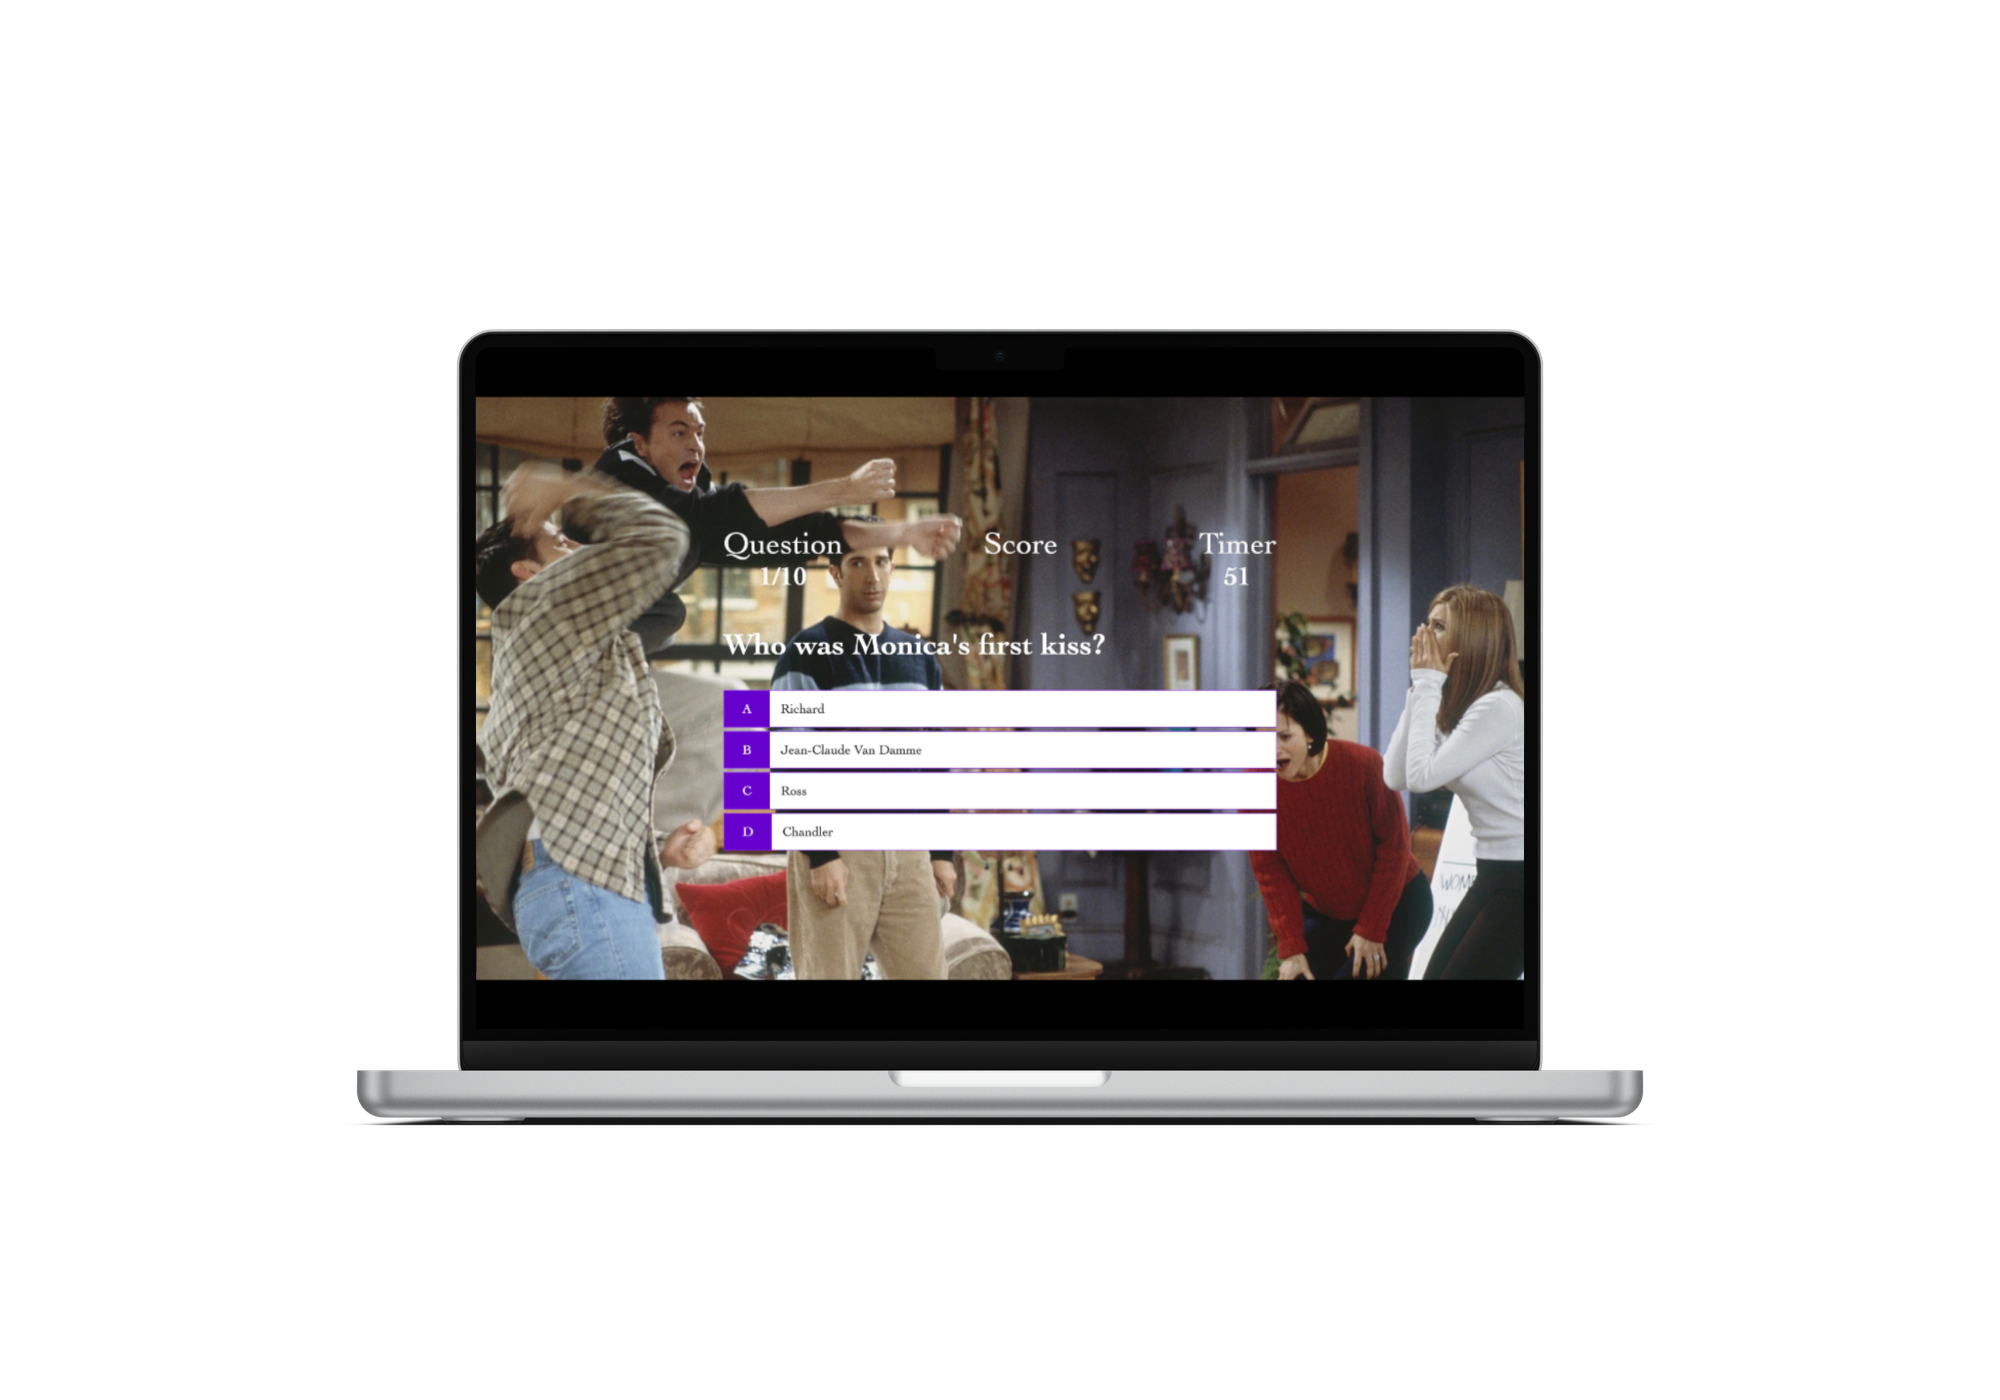 Question
Score
Timer
1/10
51
Who was Monica's first kiss?
A Richard
B Jean-Claude Van Damme
C Ross
D Chandler